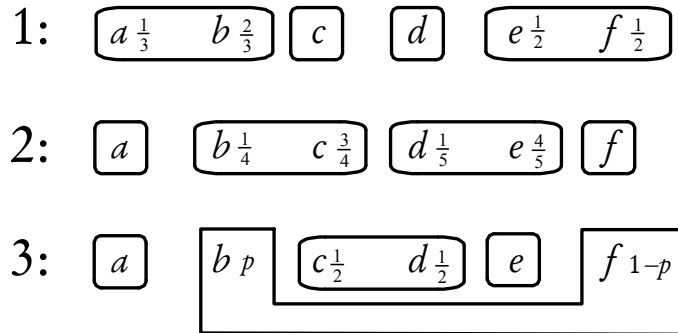 1: a 1/3 b 2/3 c d e 1/2 f 1/2
2: a b 1/4 c 3/4 d 1/5 e 4/5 f
3: a b p c 1/2 d 1/2 e f 1−p